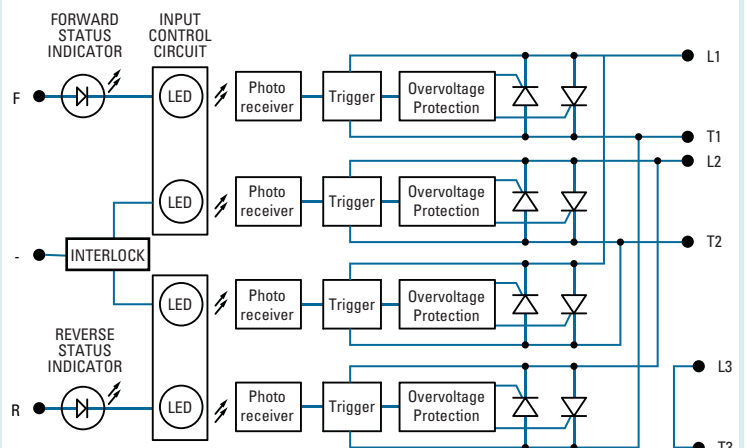 FORWARD
STATUS
INDICATOR
INPUT
CONTROL
CIRCUIT
F
LED
Photo
receiver
Trigger
Overvoltage
Protection
L1
T1
L2
LED
Photo
receiver
Trigger
Overvoltage
Protection
T2
-
INTERLOCK
LED
Photo
receiver
Trigger
Overvoltage
Protection
REVERSE
STATUS
INDICATOR
L3
R
LED
Photo
receiver
Trigger
Overvoltage
Protection
T3